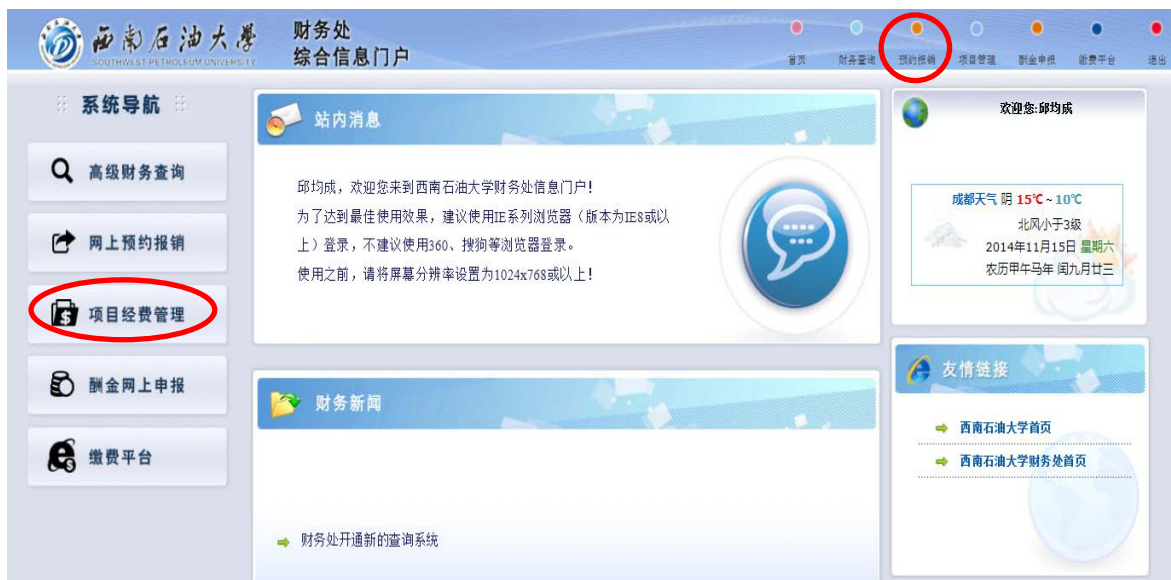 西南石油大学
SOUTHWEST PETROLEUM UNIVERSITY
财务处
综合信息门户
首页
财务查询
预约报销
项目管理
酬金申报
缴费平台
退出
系统导航
高级财务查询
网上预约报销
项目经费管理
酬金网上申报
缴费平台
站内消息
邱均成，欢迎您来到西南石油大学财务处信息门户！
为了达到最佳使用效果，建议使用IE系列浏览器（版本为IE8或以
上）登录，不建议使用360、搜狗等浏览器登录。
使用之前，请将屏幕分辨率设置为1024x768或以上！
财务新闻
财务处开通新的查询系统
欢迎您:邱均成
成都天气 阴 15℃~10℃
北风小于3级
2014年11月15日 星期六
农历甲午马年 闰九月廿三
友情链接
西南石油大学首页
西南石油大学财务处首页